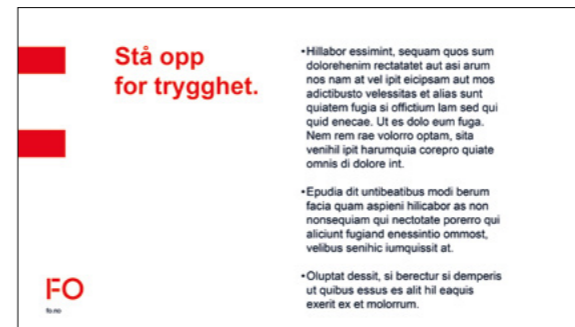 Stå opp
for trygghet.
•Hillabor essimint, sequam quos sum
dolorehenim rectatatet aut asi arum
nos nam at vel ipit eicipsam aut mos
adictibusto velessitas et alias sunt
quiatem fugia si offictium lam sed qui
quid enecae. Ut es dolo eum fuga.
Nem rem rae volorro optam, sita
venihil ipit harumquia corepro quiate
omnis di dolore int.
•Epudia dit untibeatibus modi berum
facia quam aspieni hilicabor as non
nonsequiam qui nectotate porerro qui
aliciunt fugiand enessintio ommost,
velibus senihic iumquissit at.
•Oluptat dessit, si berectur si demperis
ut quibus essus es alit hil eaquis
exerit ex et molorrum.
FO
fo.no